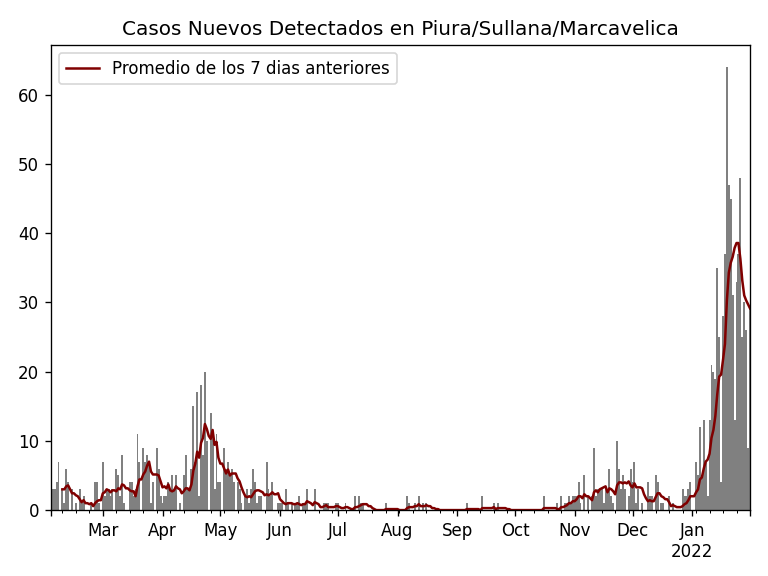 Casos Nuevos Detectados en Piura/Sullana/Marcavelica
Promedio de los 7 dias anteriores
60
50
40
30
20
10
0
Mar Apr May Jun Jul Aug Sep Oct Nov Dec Jan
2022